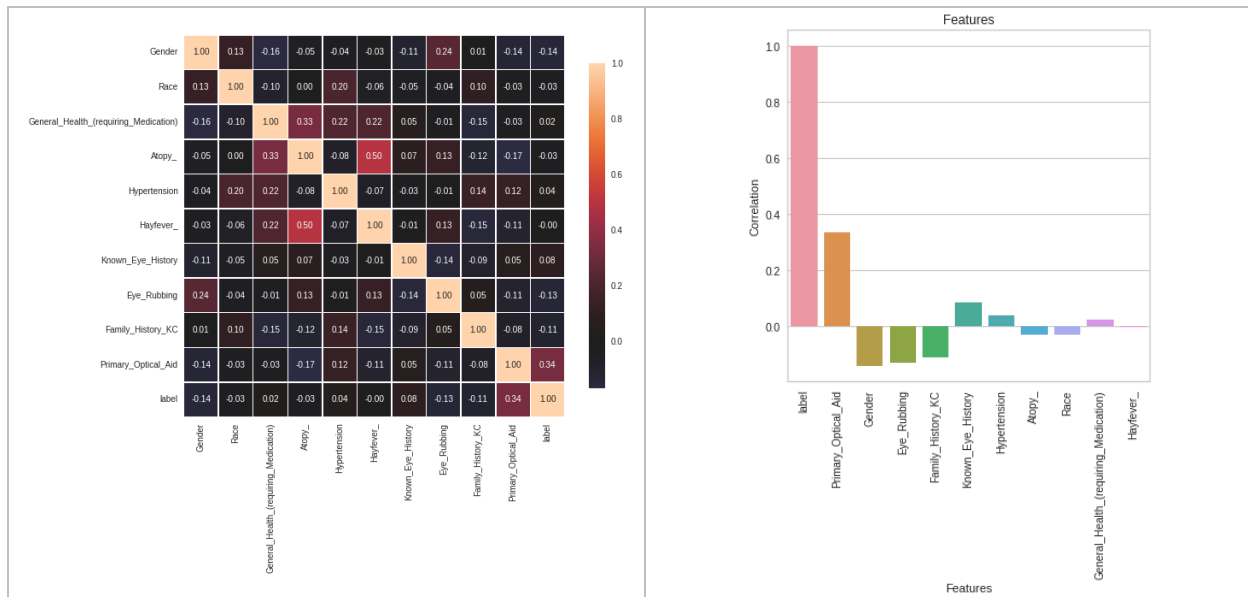 Gender 1.00 0.13 -0.16 -0.05 -0.04 -0.03 -0.11 0.24 0.01 -0.14 -0.14
Race 0.13 1.00 -0.10 0.00 0.20 -0.06 -0.05 -0.04 0.10 -0.03 -0.03
General_Health_(requiring_Medication) -0.16 -0.10 1.00 0.33 0.22 0.22 0.05 -0.01 -0.15 -0.03 0.02
Atopy_ -0.05 0.00 0.33 1.00 -0.08 0.50 0.07 0.13 -0.12 -0.17 -0.03
Hypertension -0.04 0.20 0.22 -0.08 1.00 -0.07 -0.03 -0.01 0.14 0.12 0.04
Hayfever_ -0.03 -0.06 0.22 0.50 -0.07 1.00 -0.01 0.13 -0.15 -0.11 -0.00
Known_Eye_History -0.11 -0.05 0.05 0.07 -0.03 -0.01 1.00 -0.14 -0.09 0.05 0.08
Eye_Rubbing 0.24 -0.04 -0.01 0.13 -0.01 0.13 -0.14 1.00 0.05 -0.11 -0.13
Family_History_KC 0.01 0.10 -0.15 -0.12 0.14 -0.15 -0.09 0.05 1.00 -0.08 -0.11
Primary_Optical_Aid -0.14 -0.03 -0.03 -0.17 0.12 -0.11 0.05 -0.11 -0.08 1.00 0.34
label -0.14 -0.03 0.02 -0.03 0.04 -0.00 0.08 -0.13 -0.11 0.34 1.00
Gender
Race
General_Health_(requiring_Medication)
Atopy_
Hypertension
Hayfever_
Known_Eye_History
Eye_Rubbing
Family_History_KC
Primary_Optical_Aid
label
1.0
0.8
0.6
0.4
0.2
0.0
Features
Correlation
1.0
0.8
0.6
0.4
0.2
0.0
label
Primary_Optical_Aid
Gender
Eye_Rubbing
Family_History_KC
Known_Eye_History
Hypertension
Atopy_
Race
General_Health_(requiring_Medication)
Hayfever_
Features